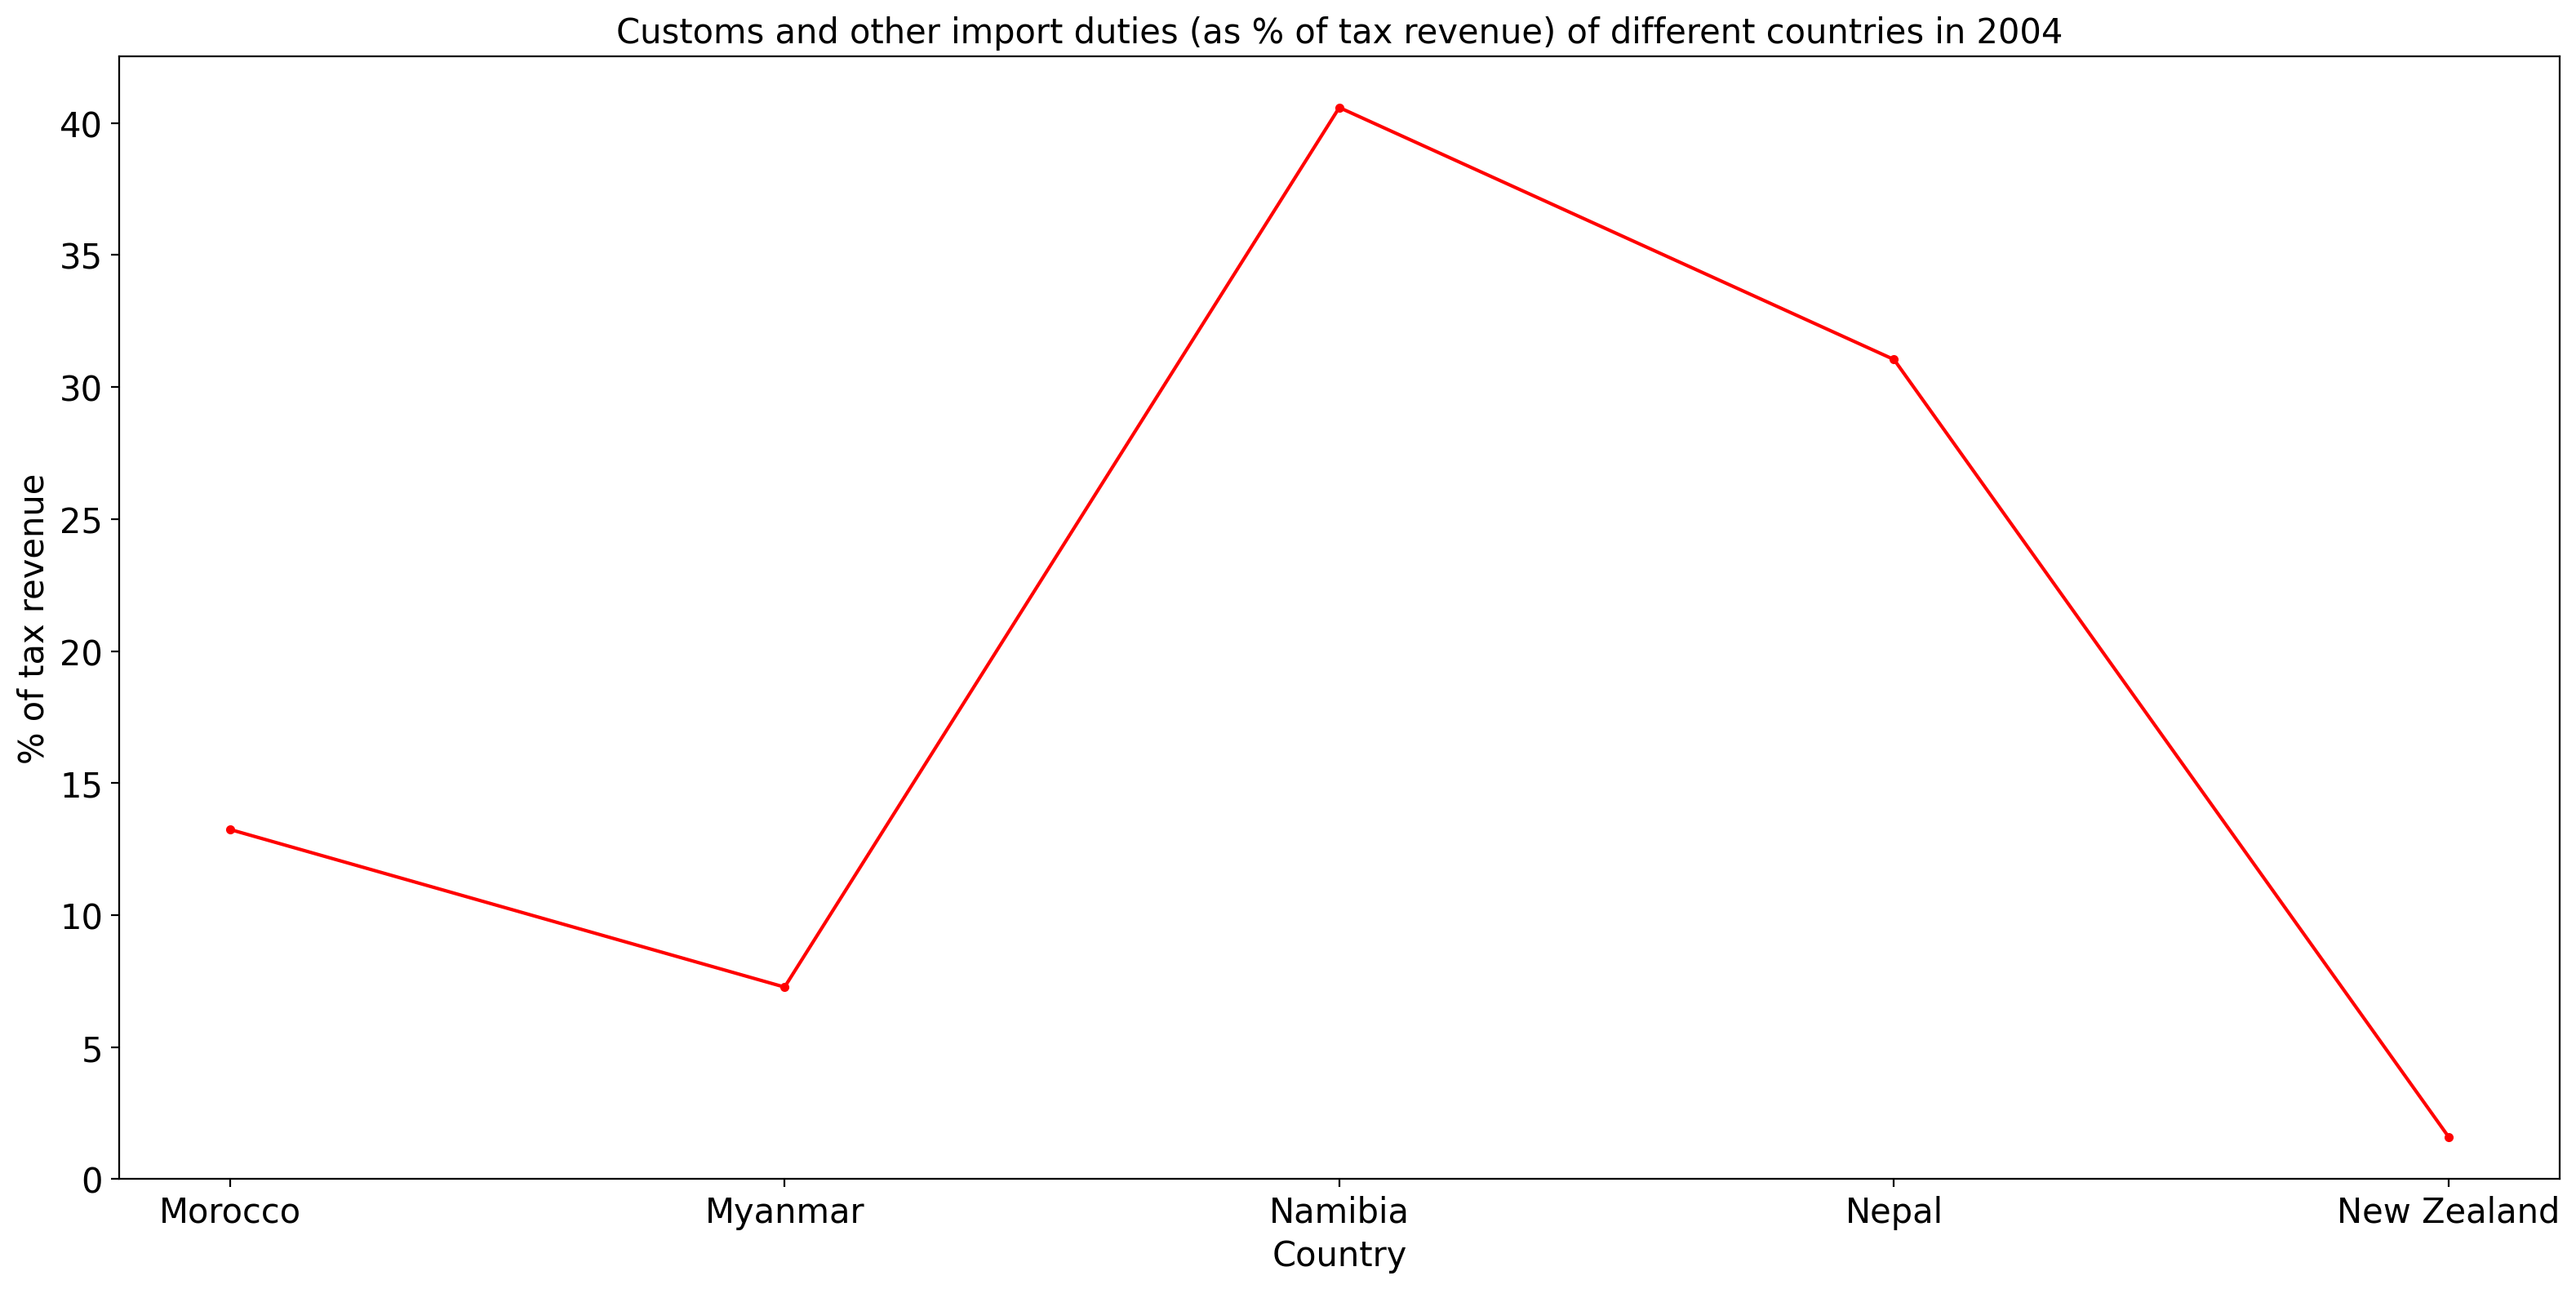 Customs and other import duties (as % of tax revenue) of different countries in 2004
% of tax revenue
40
35
30
25
20
15
10
5
0
Morocco Myanmar Namibia Nepal New Zealand
Country